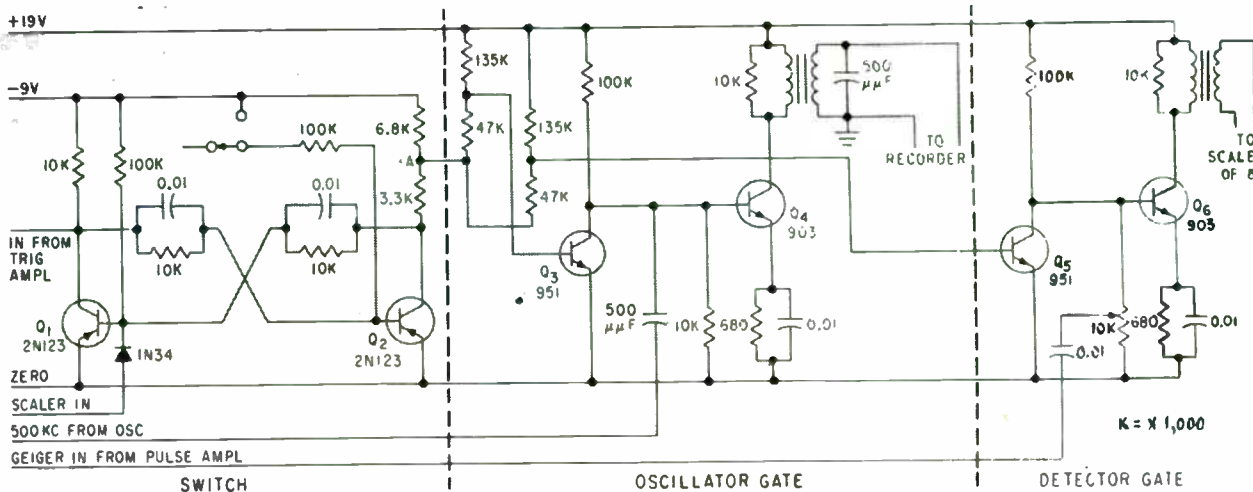 +19V
-9V
10K
100K
0.01
10K
100K
0.01
10K
6.8K
A
3.3K
IN FROM
TRIG
AMPL
Q1
2N123
1N34
Q2
2N123
ZERO
SCALER IN
500KC FROM OSC
GEIGER IN FROM PULSE AMPL
SWITCH
135K
47K
135K
47K
100K
Q3
951
500
μμF
10K
680
0.01
10K
500
μμF
TO
RECORDER
Q4
903
OSCILLATOR GATE
100K
Q5
951
0.01
10K
680
0.01
10K
Q6
903
TO
SCALE
OF 8
K = X 1,000
DETECTOR GATE